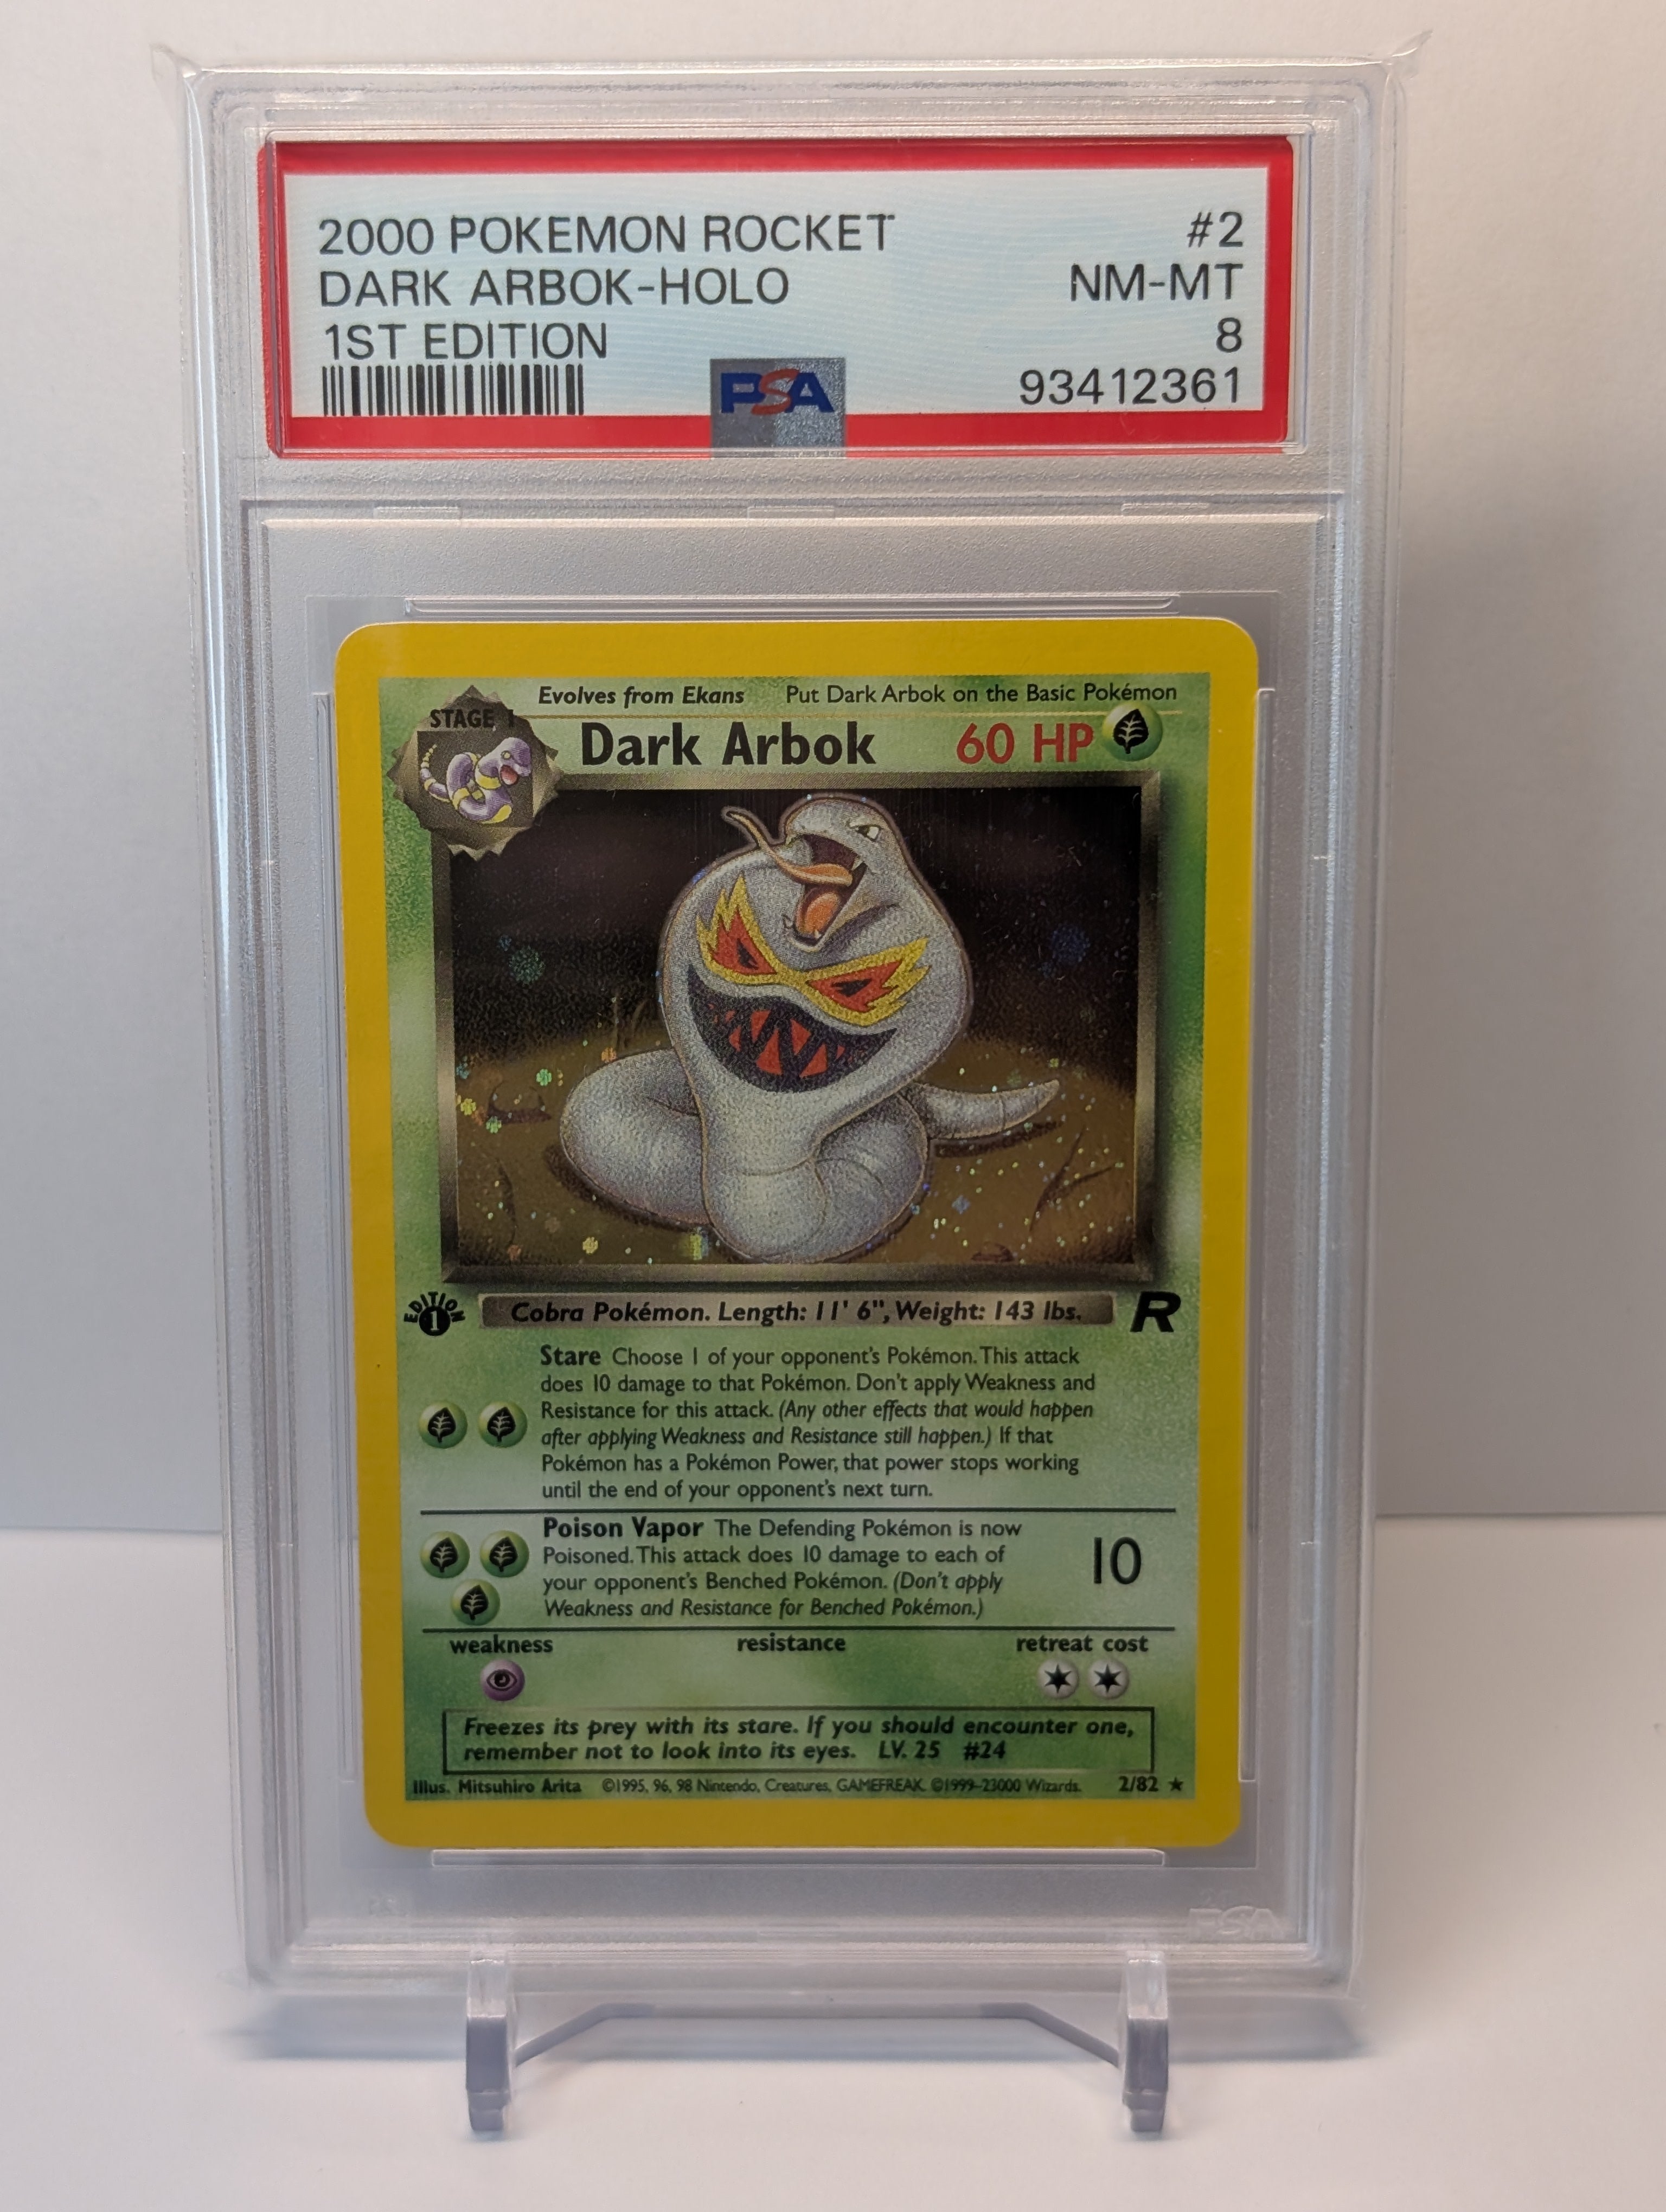 2000 POKEMON ROCKET #2
DARK ARBOK-HOLO NM-MT
1ST EDITION 8
PSA 93412361
Evolves from Ekans Put Dark Arbok on the Basic Pokémon
STAGE 1
Dark Arbok 60 HP
EDITION
1
Cobra Pokémon. Length: 11' 6", Weight: 143 lbs.
R
Stare Choose 1 of your opponent's Pokémon. This attack
does 10 damage to that Pokémon. Don't apply Weakness and
Resistance for this attack. (Any other effects that would happen
after applying Weakness and Resistance still happen.) If that
Pokémon has a Pokémon Power, that power stops working
until the end of your opponent's next turn.
Poison Vapor The Defending Pokémon is now
Poisoned. This attack does 10 damage to each of
your opponent's Benched Pokémon. (Don't apply
Weakness and Resistance for Benched Pokémon.)
10
weakness resistance retreat cost
Freezes its prey with its stare. If you should encounter one,
remember not to look into its eyes. LV. 25 #24
Illus. Mitsuhiro Arita ©1995, 96, 98 Nintendo, Creatures, GAMEFREAK. ©1999-23000 Wizards. 2/82 ★
PSA